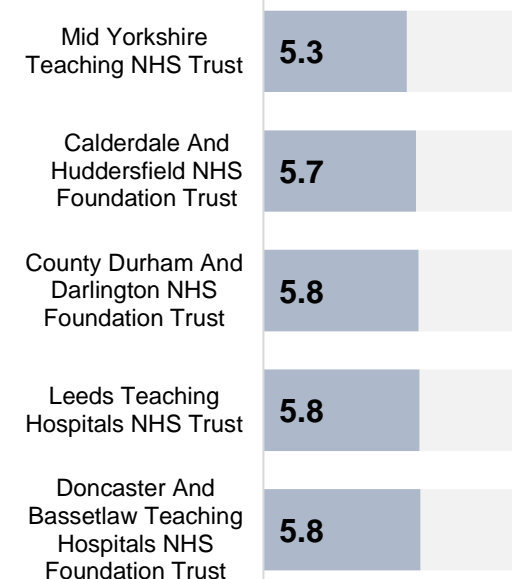 Mid Yorkshire
Teaching NHS Trust
5.3
Calderdale And
Huddersfield NHS
Foundation Trust
5.7
County Durham And
Darlington NHS
Foundation Trust
5.8
Leeds Teaching
Hospitals NHS Trust
5.8
Doncaster And
Bassetlaw Teaching
Hospitals NHS
Foundation Trust
5.8